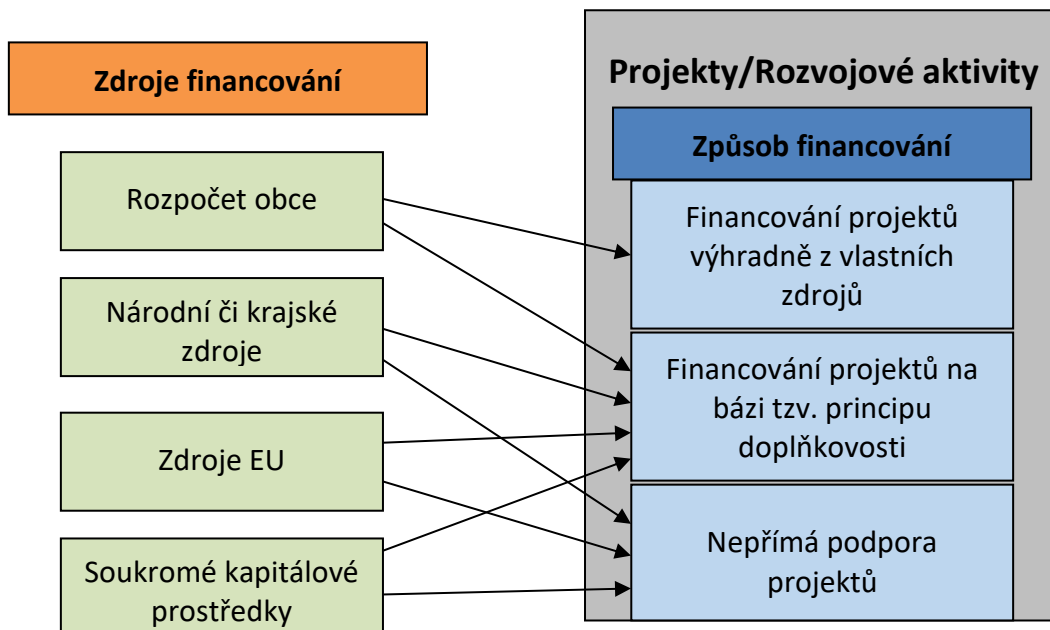 Zdroje financování
Rozpočet obce
Národní či krajské
zdroje
Zdroje EU
Soukromé kapitálové
prostředky
Projekty/Rozvojové aktivity
Způsob financování
Financování projektů
výhradně z vlastních
zdrojů
Financování projektů na
bázi tzv. principu
doplňkovosti
Nepřímá podpora
projektů